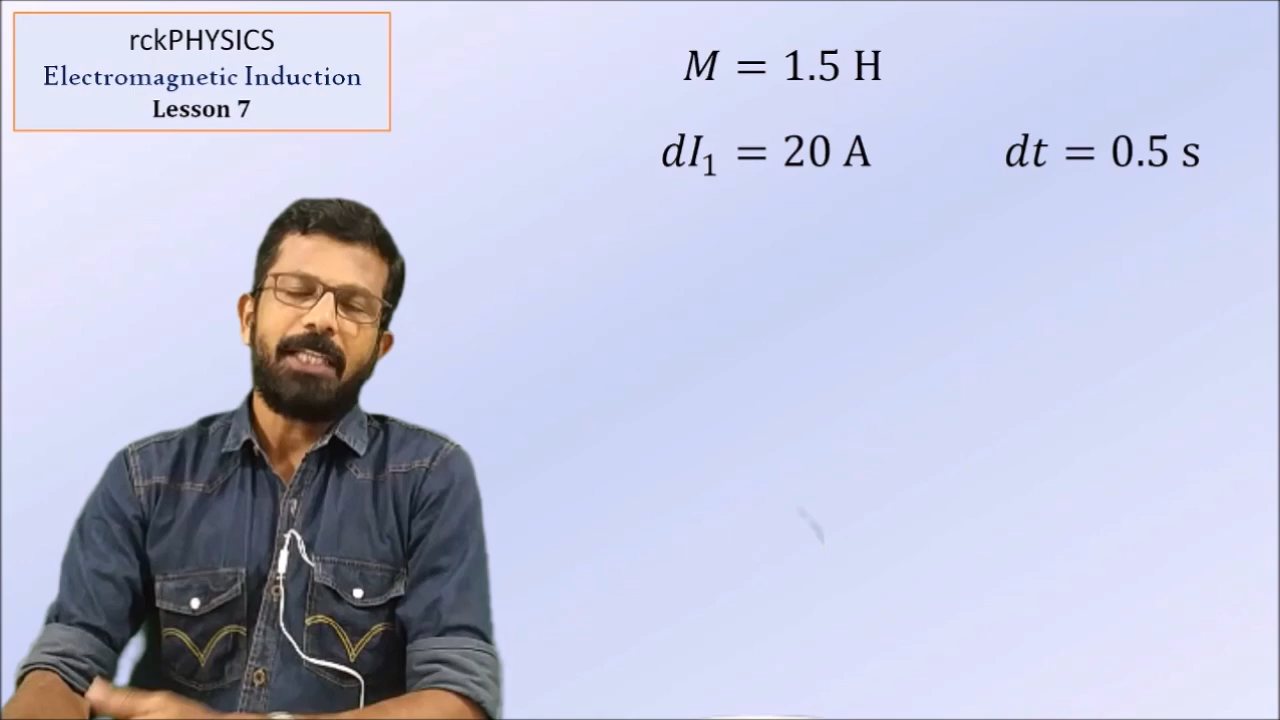 rckPHYSICS
Electromagnetic Induction
Lesson 7
M = 1.5 H
dI₁ = 20 A
dt = 0.5 s